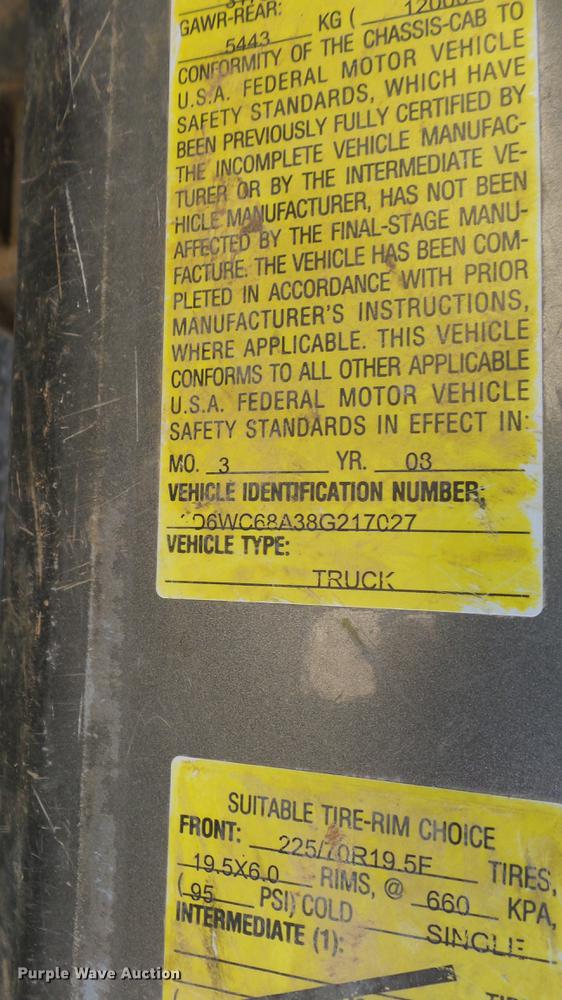 GAWR-REAR:
5443 KG ( 12000
CONFORMITY OF THE CHASSIS-CAB TO
U.S.A. FEDERAL MOTOR VEHICLE
SAFETY STANDARDS, WHICH HAVE
BEEN PREVIOUSLY FULLY CERTIFIED BY
THE INCOMPLETE VEHICLE MANUFAC-
TURER OR BY THE INTERMEDIATE VE-
HICLE MANUFACTURER, HAS NOT BEEN
AFFECTED BY THE FINAL-STAGE MANU-
FACTURE. THE VEHICLE HAS BEEN COM-
PLETED IN ACCORDANCE WITH PRIOR
MANUFACTURER'S INSTRUCTIONS,
WHERE APPLICABLE. THIS VEHICLE
CONFORMS TO ALL OTHER APPLICABLE
U.S.A. FEDERAL MOTOR VEHICLE
SAFETY STANDARDS IN EFFECT IN:
MO. 3 YR. 08
VEHICLE IDENTIFICATION NUMBER:
D6WC68A38G217027
VEHICLE TYPE:
TRUCK
SUITABLE TIRE-RIM CHOICE
FRONT: 225/70R19.5F TIRES,
19.5X6.0 RIMS, @ 660 KPA,
(95 PSI) COLD SINGLE
INTERMEDIATE (1):
Purple Wave Auction